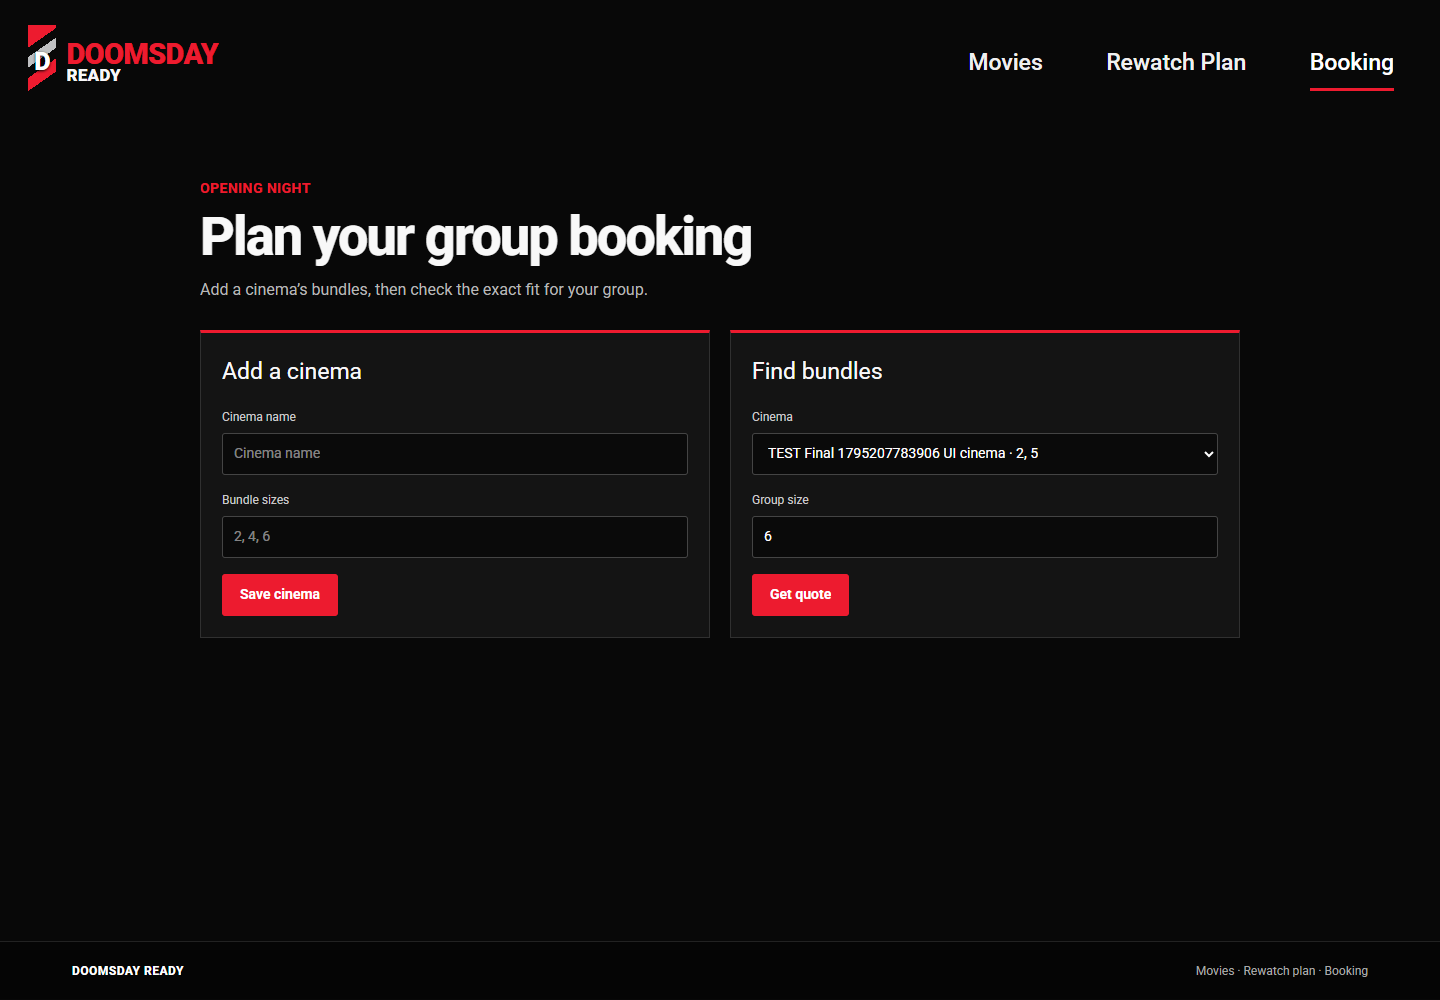 D DOOMSDAY
READY
Movies Rewatch Plan Booking
OPENING NIGHT
Plan your group booking
Add a cinema’s bundles, then check the exact fit for your group.
Add a cinema
Cinema name
Cinema name
Bundle sizes
2, 4, 6
Save cinema
Find bundles
Cinema
TEST Final 1795207783906 UI cinema · 2, 5
Group size
6
Get quote
DOOMSDAY READY
Movies · Rewatch plan · Booking